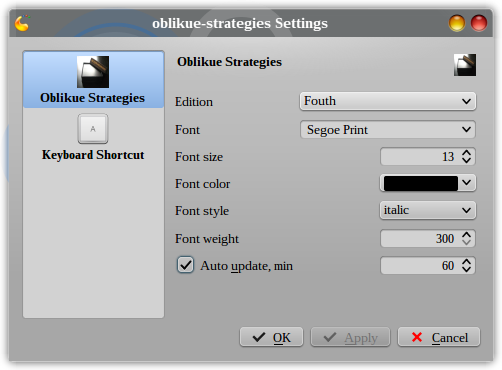 oblikue-strategies Settings
Oblikue Strategies
A
Keyboard Shortcut
Oblikue Strategies
Edition Fouth
Font Segoe Print
Font size 13
Font color
Font style italic
Font weight 300
Auto update, min 60
OK Apply Cancel